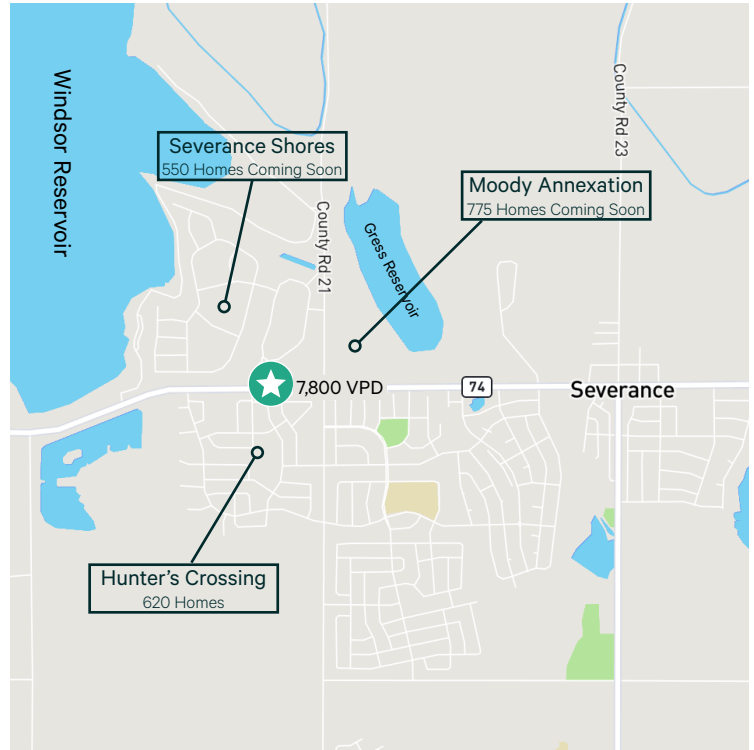 Windsor Reservoir
County Rd 23
Severance Shores
550 Homes Coming Soon
Moody Annexation
775 Homes Coming Soon
County Rd 21
Gress Reservoir
7,800 VPD
74
Severance
Hunter's Crossing
620 Homes